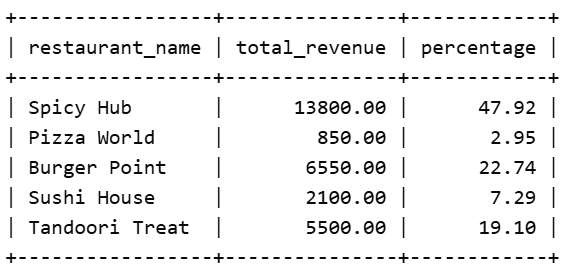 +-----------------+---------------+------------+
| restaurant_name | total_revenue | percentage |
+-----------------+---------------+------------+
| Spicy Hub       |      13800.00 |      47.92 |
| Pizza World     |        850.00 |       2.95 |
| Burger Point    |       6550.00 |      22.74 |
| Sushi House     |       2100.00 |       7.29 |
| Tandoori Treat  |       5500.00 |      19.10 |
+-----------------+---------------+------------+